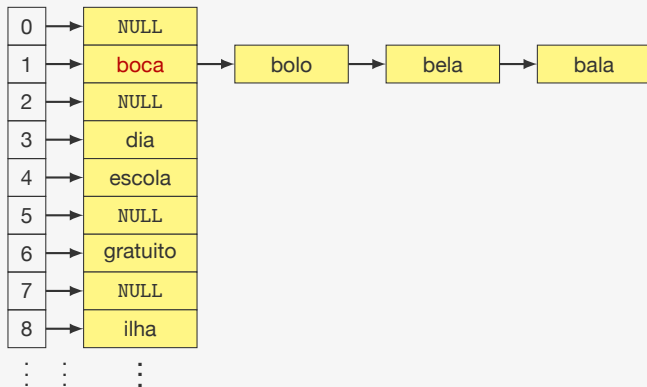 0 NULL
1 boca bolo bela bala
2 NULL
3 dia
4 escola
5 NULL
6 gratuito
7 NULL
8 ilha